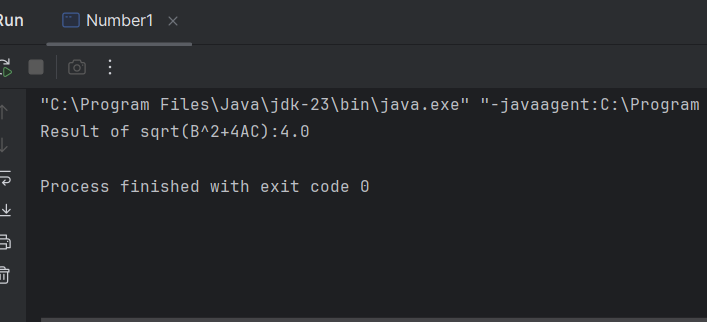 Run Number1
"C:\Program Files\Java\jdk-23\bin\java.exe" "-javaagent:C:\Program
Result of sqrt(B^2+4AC):4.0
Process finished with exit code 0